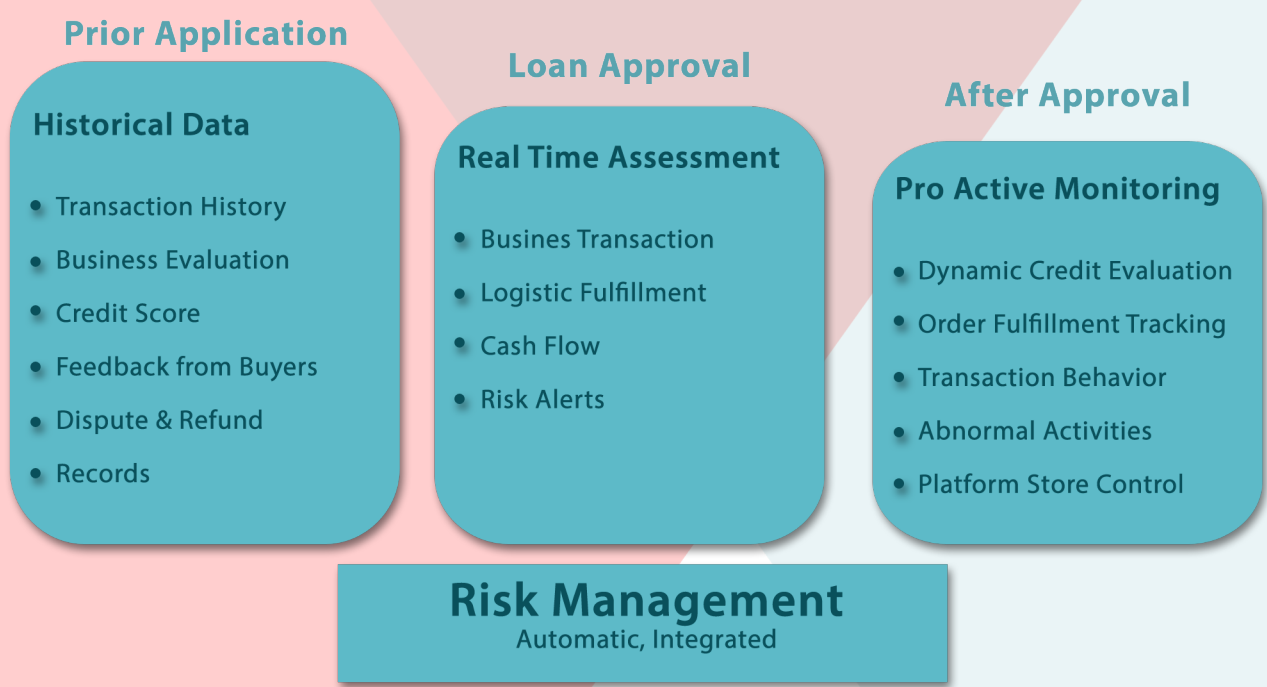 Prior Application
Historical Data
Transaction History
Business Evaluation
Credit Score
Feedback from Buyers
Dispute & Refund
Records
Loan Approval
Real Time Assessment
Busines Transaction
Logistic Fulfillment
Cash Flow
Risk Alerts
After Approval
Pro Active Monitoring
Dynamic Credit Evaluation
Order Fulfillment Tracking
Transaction Behavior
Abnormal Activities
Platform Store Control
Risk Management
Automatic, Integrated